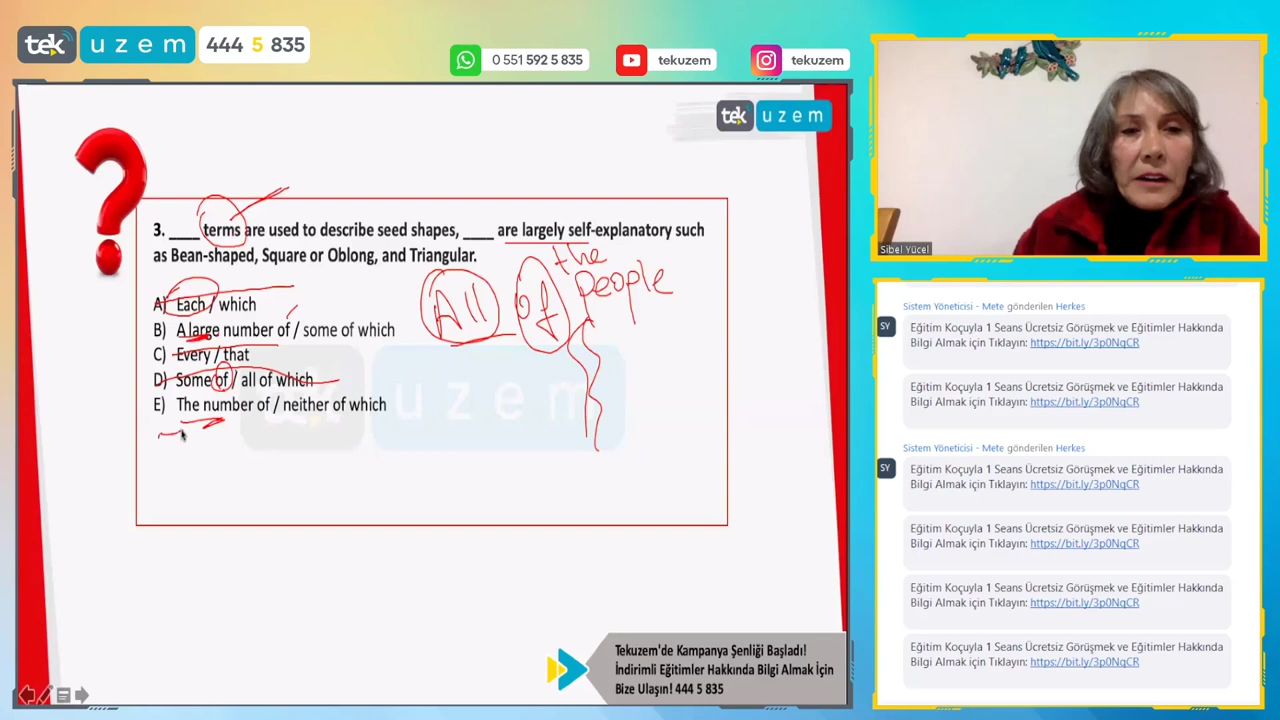 tek uzem 444 5 835
0 551 592 5 835
tekuzem
tekuzem
tek uzem
3. ____ terms are used to describe seed shapes, ____ are largely self-explanatory such
as Bean-shaped, Square or Oblong, and Triangular.
A) Each / which
B) A large number of / some of which
C) Every / that
D) Some of / all of which
E) The number of / neither of which
All of the
people
uzem
Tekuzem'de Kampanya Şenliği Başladı!
İndirimli Eğitimler Hakkında Bilgi Almak İçin
Bize Ulaşın! 444 5 835
Sibel Yücel
Sistem Yöneticisi - Mete gönderilen Herkes
SY
Eğitim Koçuyla 1 Seans Ücretsiz Görüşmek ve Eğitimler Hakkında
Bilgi Almak için Tıklayın: https://bit.ly/3p0NqCR
Eğitim Koçuyla 1 Seans Ücretsiz Görüşmek ve Eğitimler Hakkında
Bilgi Almak için Tıklayın: https://bit.ly/3p0NqCR
Sistem Yöneticisi - Mete gönderilen Herkes
SY
Eğitim Koçuyla 1 Seans Ücretsiz Görüşmek ve Eğitimler Hakkında
Bilgi Almak için Tıklayın: https://bit.ly/3p0NqCR
Eğitim Koçuyla 1 Seans Ücretsiz Görüşmek ve Eğitimler Hakkında
Bilgi Almak için Tıklayın: https://bit.ly/3p0NqCR
Eğitim Koçuyla 1 Seans Ücretsiz Görüşmek ve Eğitimler Hakkında
Bilgi Almak için Tıklayın: https://bit.ly/3p0NqCR
Eğitim Koçuyla 1 Seans Ücretsiz Görüşmek ve Eğitimler Hakkında
Bilgi Almak için Tıklayın: https://bit.ly/3p0NqCR